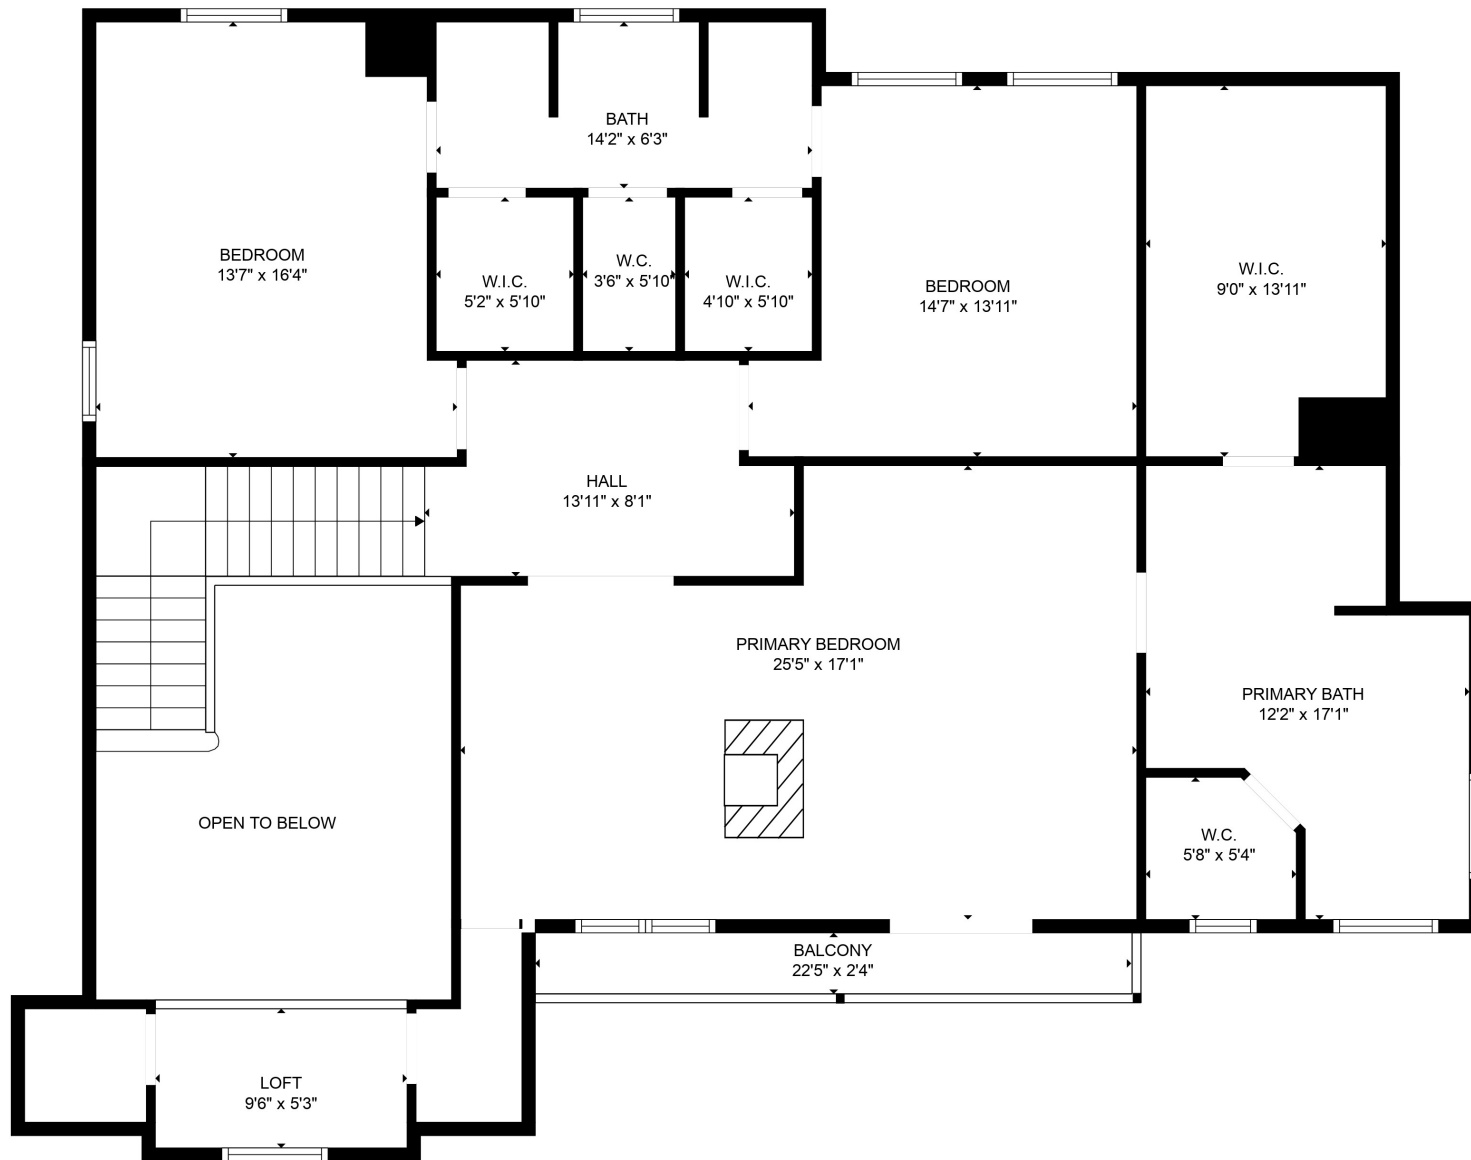 BATH
14'2" x 6'3"
BEDROOM
13'7" x 16'4"
W.I.C.
5'2" x 5'10"
W.C.
3'6" x 5'10"
W.I.C.
4'10" x 5'10"
BEDROOM
14'7" x 13'11"
W.I.C.
9'0" x 13'11"
HALL
13'11" x 8'1"
PRIMARY BEDROOM
25'5" x 17'1"
PRIMARY BATH
12'2" x 17'1"
OPEN TO BELOW
W.C.
5'8" x 5'4"
BALCONY
22'5" x 2'4"
LOFT
9'6" x 5'3"